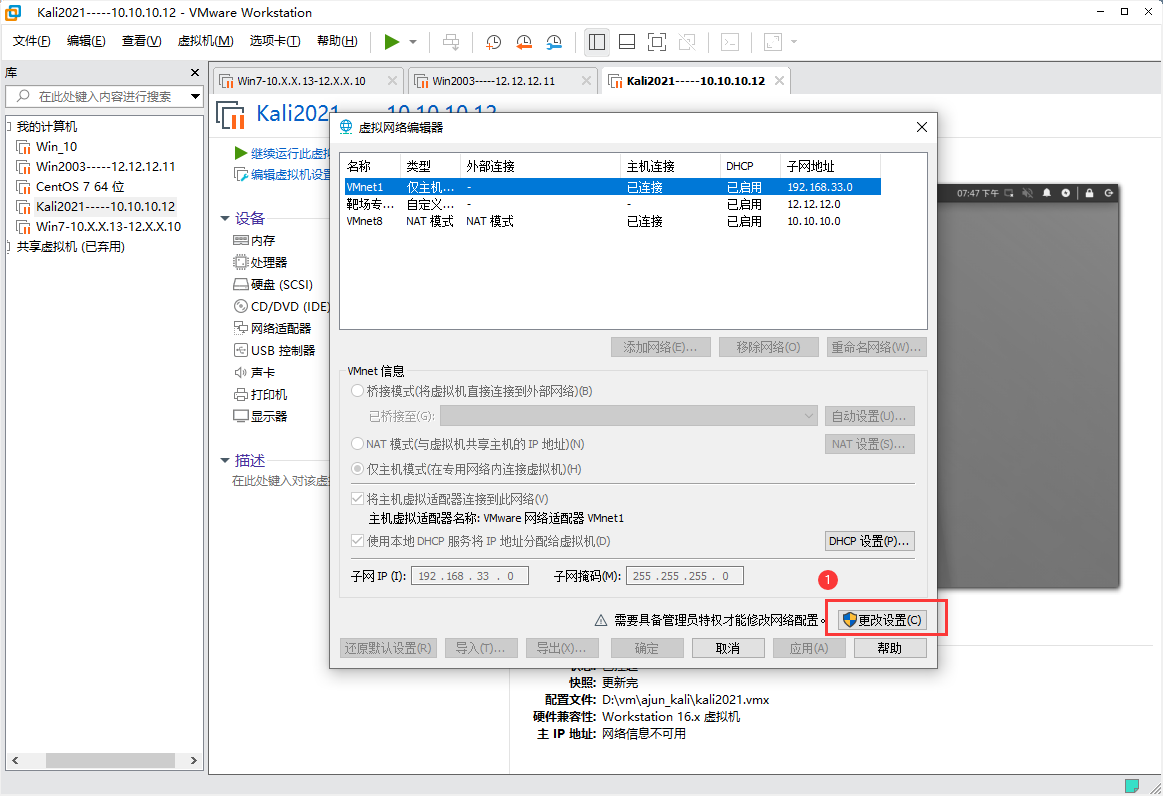 Kali2021-----10.10.10.12 - VMware Workstation
文件(F) 编辑(E) 查看(V) 虚拟机(M) 选项卡(T) 帮助(H)
库
在此处键入内容进行搜索
我的计算机
Win_10
Win2003-----12.12.12.11
CentOS 7 64 位
Kali2021-----10.10.10.12
Win7-10.X.X.13-12.X.X.10
共享虚拟机 (已弃用)
Win7-10.X.X.13-12.X.X.10 Win2003-----12.12.12.11 Kali2021-----10.10.10.12
Kali2021-----10.10.10.12
继续运行此虚拟
编辑虚拟机设置
设备
内存
处理器
硬盘 (SCSI)
CD/DVD (IDE)
网络适配器
USB 控制器
声卡
打印机
显示器
描述
在此处键入对该虚
07:47 下午
虚拟网络编辑器
名称 类型 外部连接 主机连接 DHCP 子网地址
VMnet1 仅主机... - 已连接 已启用 192.168.33.0
靶场专... 自定义... - - 已启用 12.12.12.0
VMnet8 NAT 模式 NAT 模式 已连接 已启用 10.10.10.0
添加网络(E)... 移除网络(O) 重命名网络(W)...
VMnet 信息
桥接模式(将虚拟机直接连接到外部网络)(B)
已桥接至(G): 自动设置(U)...
NAT 模式(与虚拟机共享主机的 IP 地址)(N) NAT 设置(S)...
仅主机模式(在专用网络内连接虚拟机)(H)
将主机虚拟适配器连接到此网络(V)
主机虚拟适配器名称: VMware 网络适配器 VMnet1
使用本地 DHCP 服务将 IP 地址分配给虚拟机(D) DHCP 设置(P)...
子网 IP (I): 192 . 168 . 33 . 0 子网掩码(M): 255 . 255 . 255 . 0
1
需要具备管理员特权才能修改网络配置。 更改设置(C)
还原默认设置(R) 导入(T)... 导出(X)... 确定 取消 应用(A) 帮助
快照: 更新完
配置文件: D:\vm\ajun_kali\kali2021.vmx
硬件兼容性: Workstation 16.x 虚拟机
主 IP 地址: 网络信息不可用